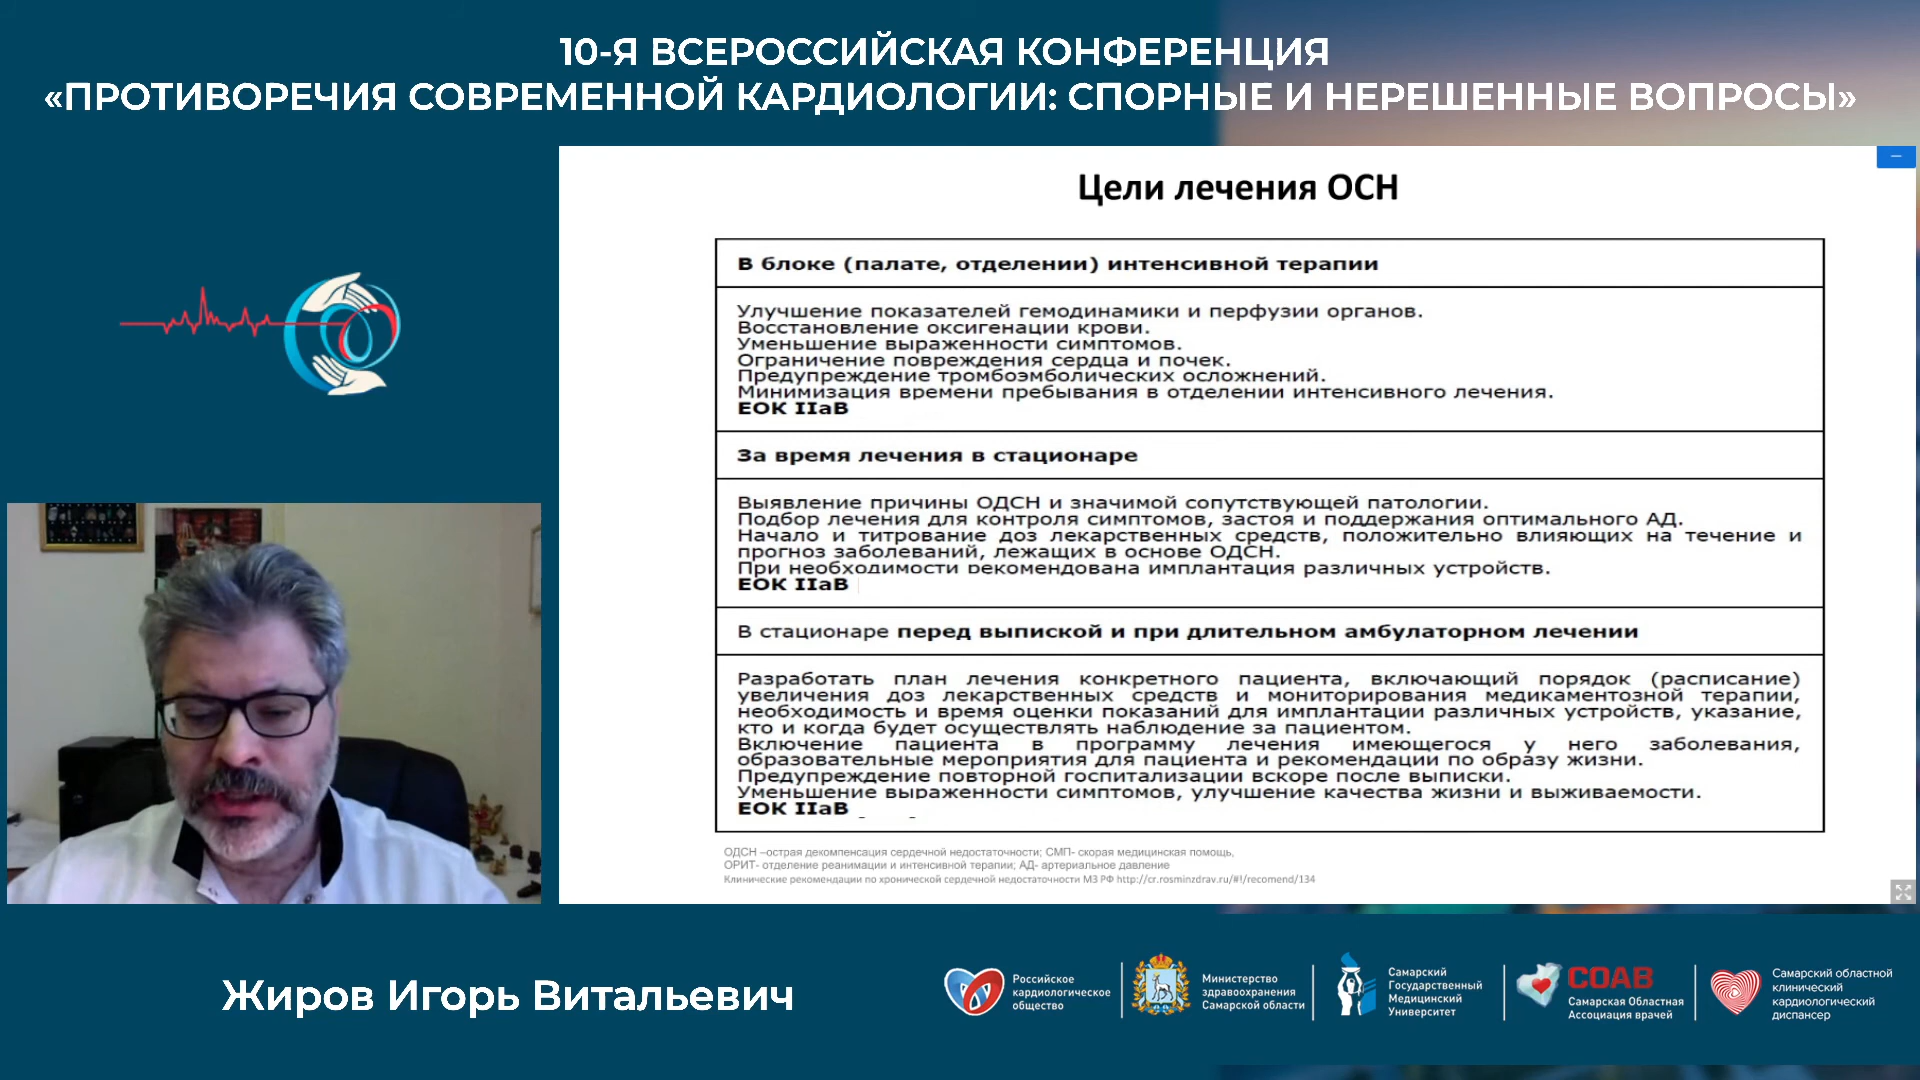 10-Я ВСЕРОССИЙСКАЯ КОНФЕРЕНЦИЯ
«ПРОТИВОРЕЧИЯ СОВРЕМЕННОЙ КАРДИОЛОГИИ: СПОРНЫЕ И НЕРЕШЕННЫЕ ВОПРОСЫ»
Цели лечения ОСН
В блоке (палате, отделении) интенсивной терапии
Улучшение показателей гемодинамики и перфузии органов.
Восстановление оксигенации крови.
Уменьшение выраженности симптомов.
Ограничение повреждения сердца и почек.
Предупреждение тромбоэмболических осложнений.
Минимизация времени пребывания в отделении интенсивного лечения.
ЕОК IIaB
За время лечения в стационаре
Выявление причины ОДСН и значимой сопутствующей патологии.
Подбор лечения для контроля симптомов, застоя и поддержания оптимального АД.
Начало и титрование доз лекарственных средств, положительно влияющих на течение и
прогноз заболеваний, лежащих в основе ОДСН.
При необходимости рекомендована имплантация различных устройств.
ЕОК IIaB
В стационаре перед выпиской и при длительном амбулаторном лечении
Разработать план лечения конкретного пациента, включающий порядок (расписание)
увеличения доз лекарственных средств и мониторирования медикаментозной терапии,
необходимость и время оценки показаний для имплантации различных устройств, указание,
кто и когда будет осуществлять наблюдение за пациентом.
Включение пациента в программу лечения имеющегося у него заболевания,
образовательные мероприятия для пациента и рекомендации по образу жизни.
Предупреждение повторной госпитализации вскоре после выписки.
Уменьшение выраженности симптомов, улучшение качества жизни и выживаемости.
ЕОК IIaB
ОДСН –острая декомпенсация сердечной недостаточности; СМП- скорая медицинская помощь,
ОРИТ- отделение реанимации и интенсивной терапии; АД- артериальное давление
Клинические рекомендации по хронической сердечной недостаточности МЗ РФ http://cr.rosminzdrav.ru/#!/recomend/134
Жиров Игорь Витальевич
Российское
кардиологическое
общество
Министерство
здравоохранения
Самарской области
Самарский
Государственный
Медицинский
Университет
СОАВ
Самарская Областная
Ассоциация врачей
Самарский областной
клинический
кардиологический
диспансер